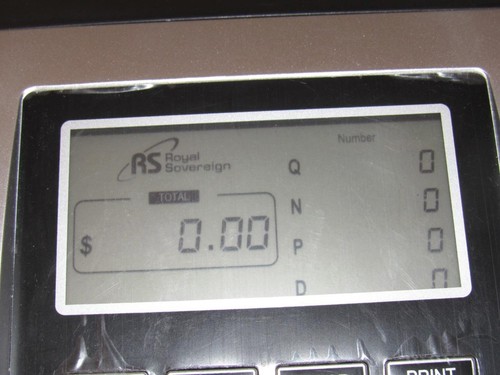 Number
RS Royal
Sovereign
Q 0
TOTAL
N 0
$ 0.00
P 0
D 0
PRINT